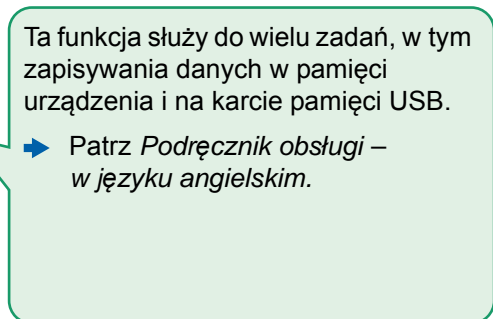 Ta funkcja służy do wielu zadań, w tym
zapisywania danych w pamięci
urządzenia i na karcie pamięci USB.
Patrz Podręcznik obsługi –
w języku angielskim.